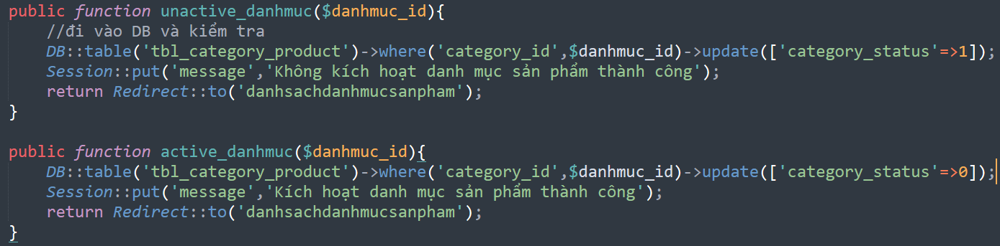 public function unactive_danhmuc($danhmuc_id){
    //đi vào DB và kiểm tra
    DB::table('tbl_category_product')->where('category_id',$danhmuc_id)->update(['category_status'=>1]);
    Session::put('message','Không kích hoạt danh mục sản phẩm thành công');
    return Redirect::to('danhsachdanhmucsanpham');
}

public function active_danhmuc($danhmuc_id){
    DB::table('tbl_category_product')->where('category_id',$danhmuc_id)->update(['category_status'=>0]);
    Session::put('message','Kích hoạt danh mục sản phẩm thành công');
    return Redirect::to('danhsachdanhmucsanpham');
}